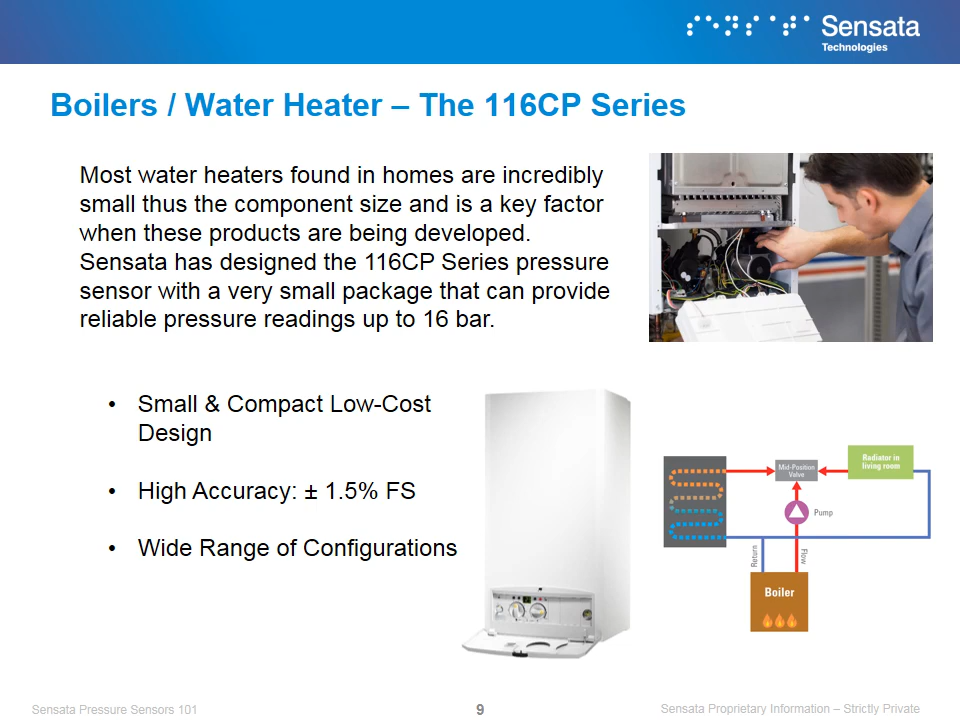 Sensata
Technologies
Boilers / Water Heater – The 116CP Series
Most water heaters found in homes are incredibly
small thus the component size and is a key factor
when these products are being developed.
Sensata has designed the 116CP Series pressure
sensor with a very small package that can provide
reliable pressure readings up to 16 bar.
• Small & Compact Low-Cost
Design
• High Accuracy: ± 1.5% FS
• Wide Range of Configurations
Mid-Position
Valve
Radiator in
living room
Pump
Return
Flow
Boiler
Sensata Pressure Sensors 101
9
Sensata Proprietary Information – Strictly Private